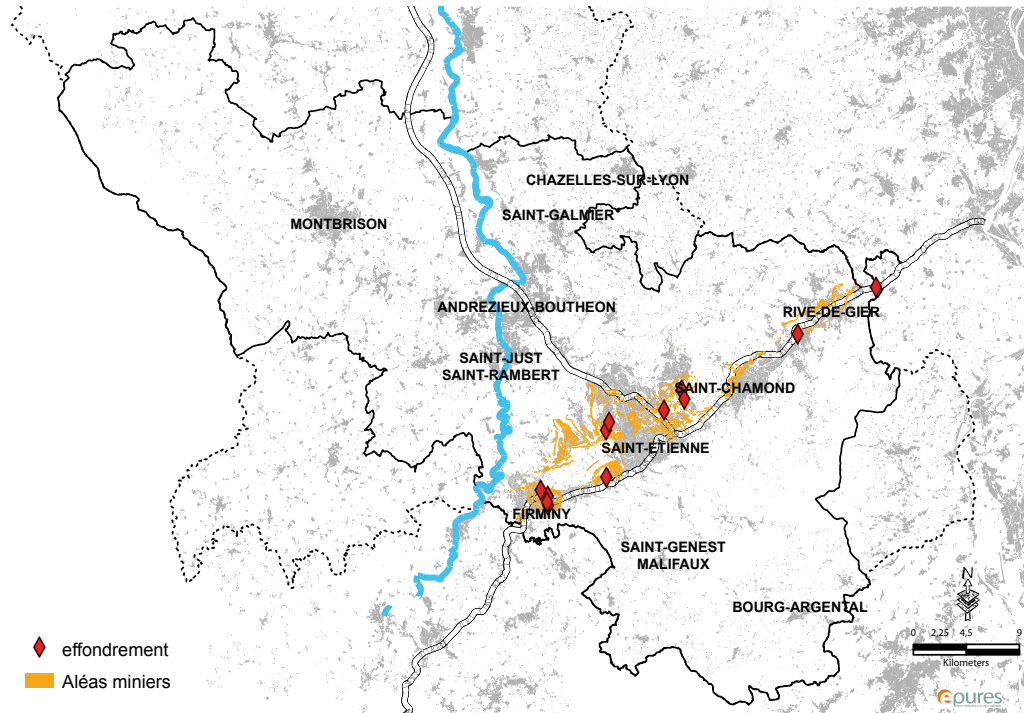 CHAZELLES-SUR-LYON
SAINT-GALMIER
MONTBRISON
ANDREZIEUX-BOUTHEON
RIVE-DE-GIER
SAINT-JUST
SAINT-RAMBERT
SAINT-CHAMOND
SAINT-ETIENNE
FIRMINY
SAINT-GENEST
MALIFAUX
BOURG-ARGENTAL
N
0 2,25 4,5 9
Kilometers
effondrement
Aléas miniers
epures